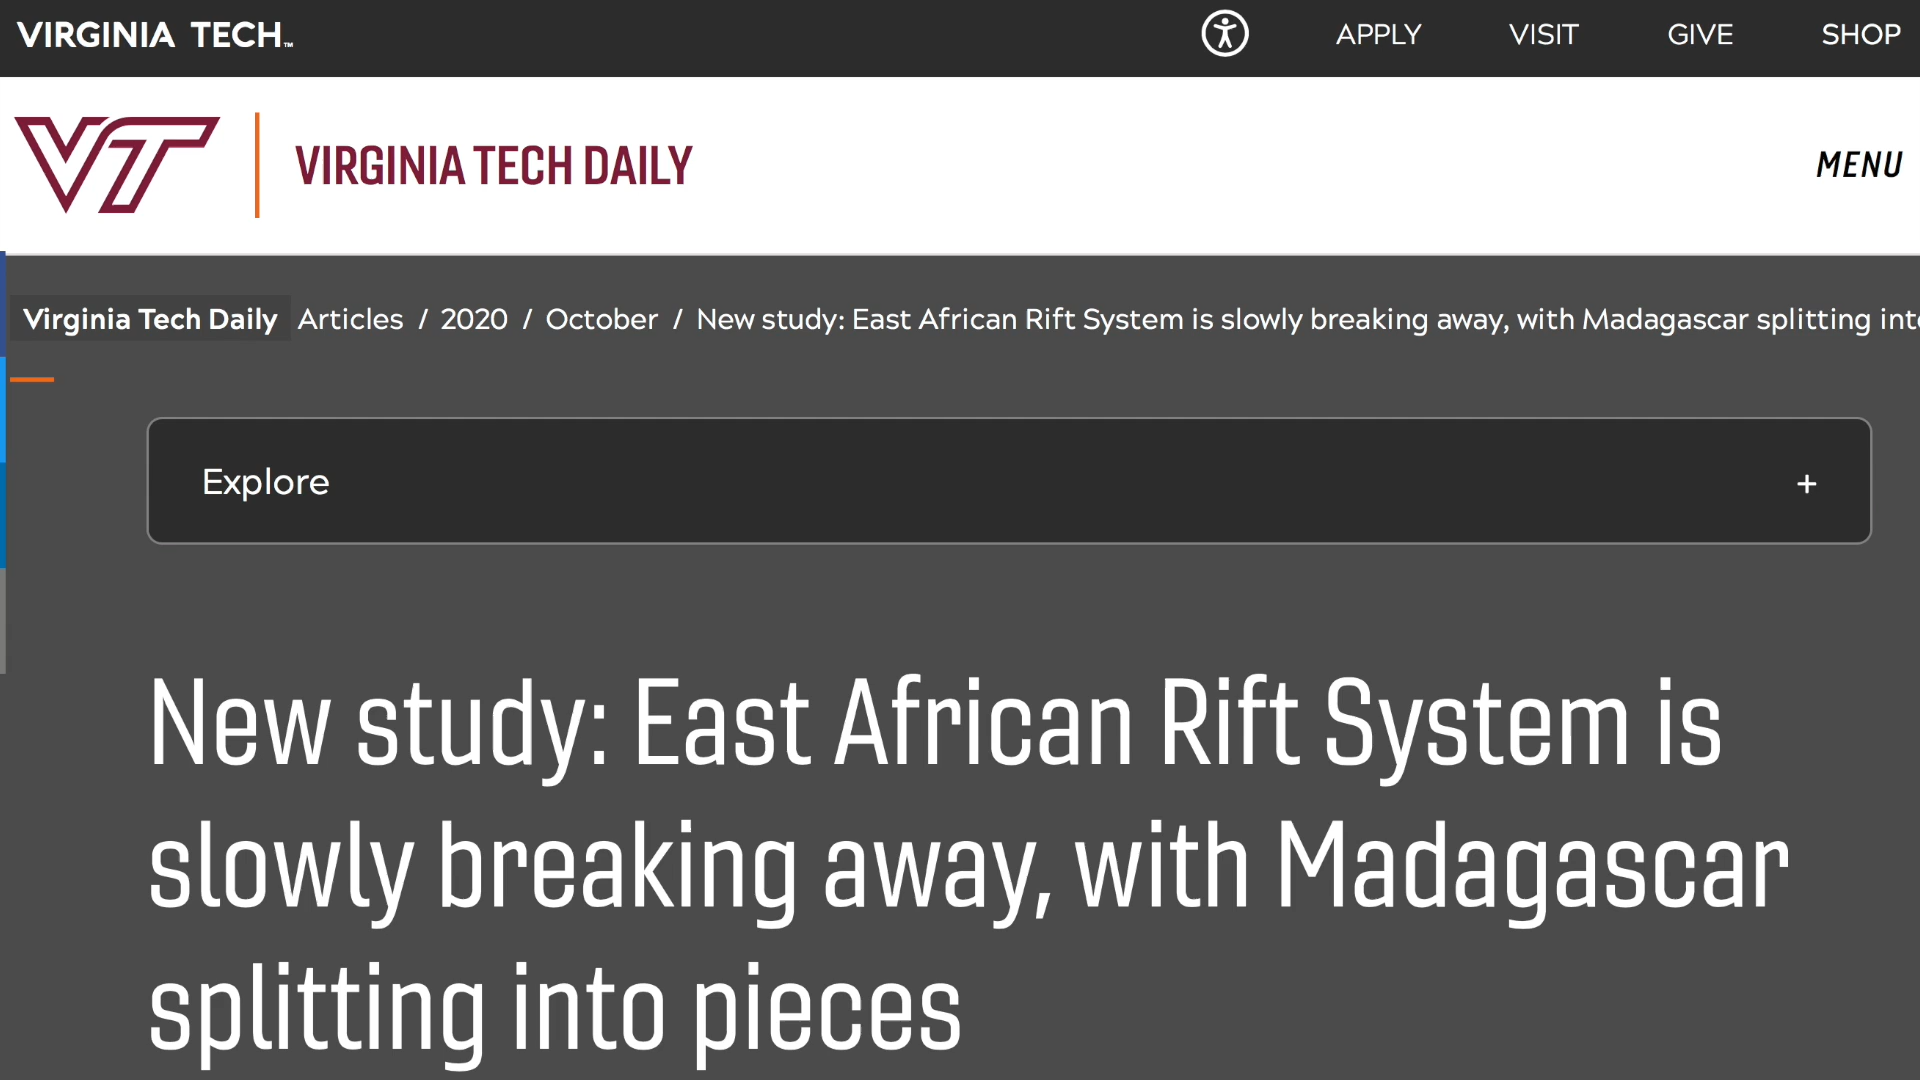 VIRGINIA TECH™
APPLY VISIT GIVE SHOP
VT
VIRGINIA TECH DAILY
MENU
Virginia Tech Daily Articles / 2020 / October / New study: East African Rift System is slowly breaking away, with Madagascar splitting
Explore +
New study: East African Rift System is
slowly breaking away, with Madagascar
splitting into pieces